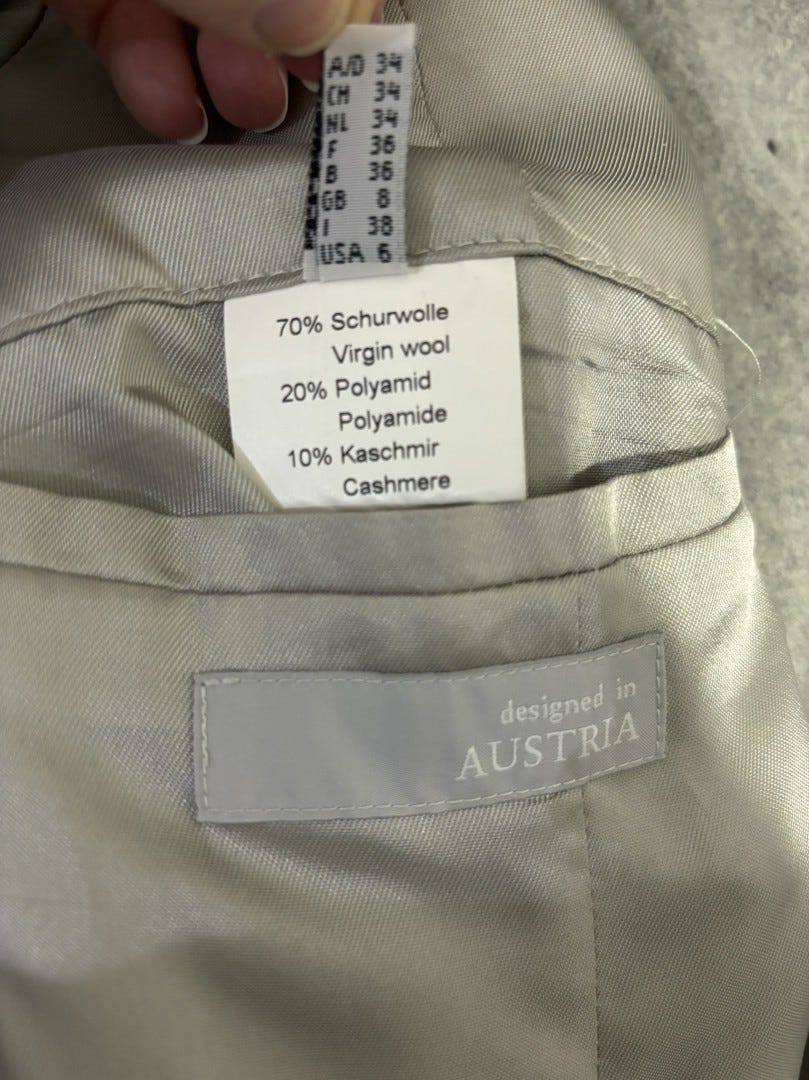 A/D 34
CH 34
NL 34
F 36
B 36
GB 8
I 38
USA 6
70% Schurwolle
Virgin wool
20% Polyamid
Polyamide
10% Kaschmir
Cashmere
designed in
AUSTRIA